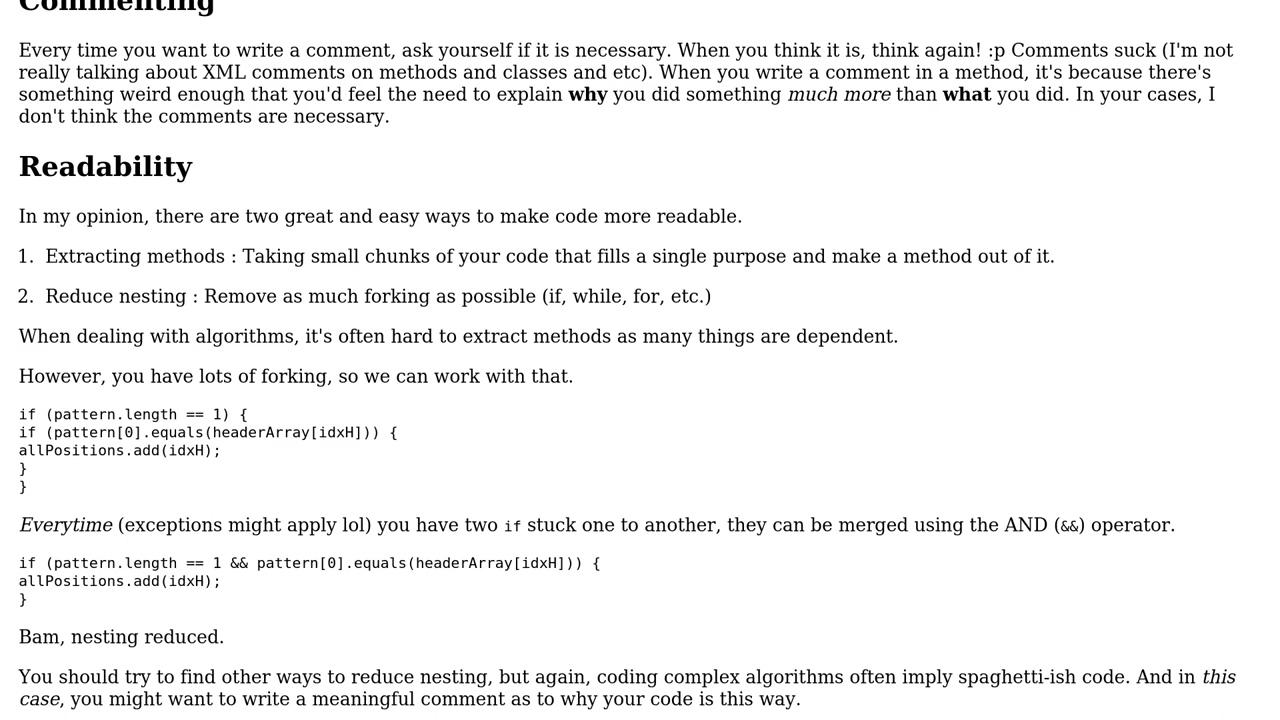 Commenting
Every time you want to write a comment, ask yourself if it is necessary. When you think it is, think again! :p Comments suck (I'm not
really talking about XML comments on methods and classes and etc). When you write a comment in a method, it's because there's
something weird enough that you'd feel the need to explain why you did something much more than what you did. In your cases, I
don't think the comments are necessary.
Readability
In my opinion, there are two great and easy ways to make code more readable.
1. Extracting methods : Taking small chunks of your code that fills a single purpose and make a method out of it.
2. Reduce nesting : Remove as much forking as possible (if, while, for, etc.)
When dealing with algorithms, it's often hard to extract methods as many things are dependent.
However, you have lots of forking, so we can work with that.
if (pattern.length == 1) {
if (pattern[0].equals(headerArray[idxH])) {
allPositions.add(idxH);
}
}
Everytime (exceptions might apply lol) you have two if stuck one to another, they can be merged using the AND (&&) operator.
if (pattern.length == 1 && pattern[0].equals(headerArray[idxH])) {
allPositions.add(idxH);
}
Bam, nesting reduced.
You should try to find other ways to reduce nesting, but again, coding complex algorithms often imply spaghetti-ish code. And in this
case, you might want to write a meaningful comment as to why your code is this way.